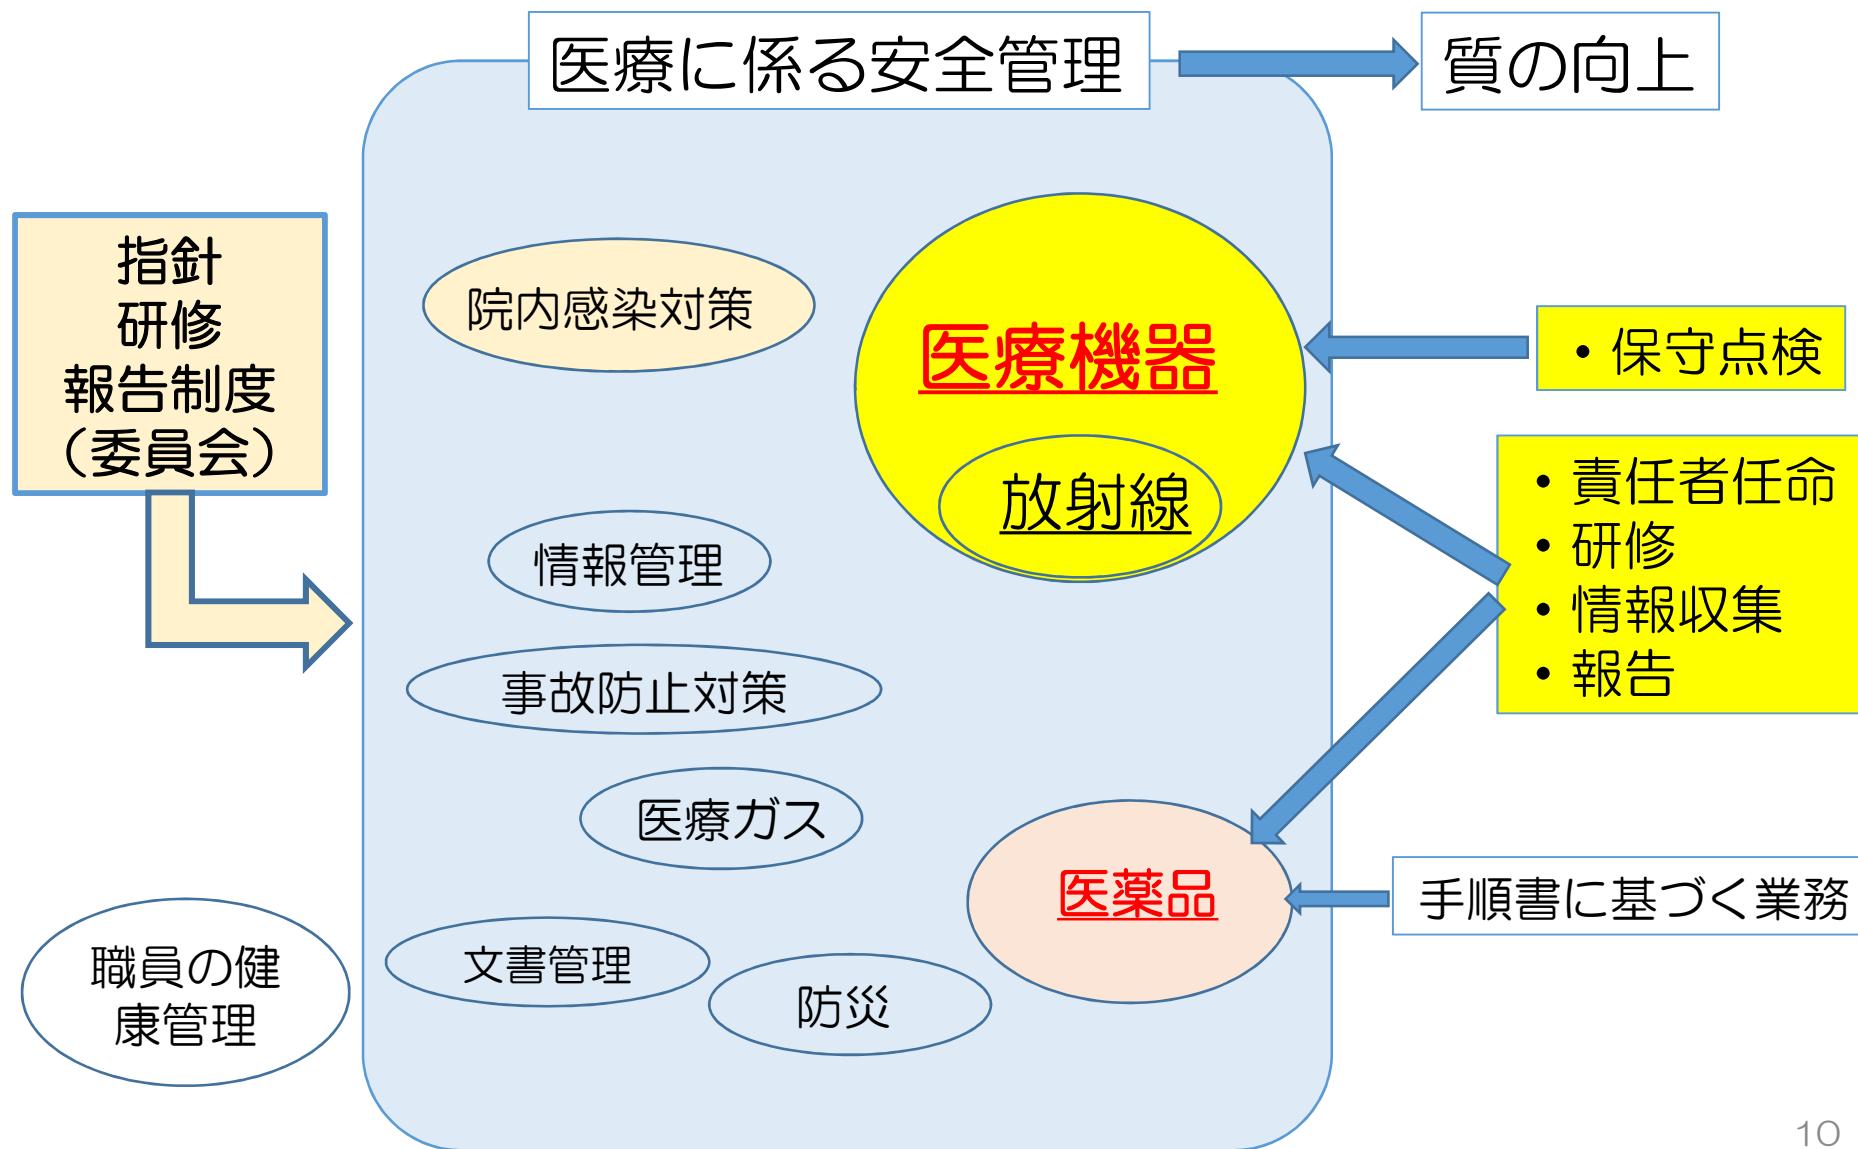 医療に係る安全管理
質の向上
指針
研修
報告制度
（委員会）
院内感染対策
医療機器
放射線
・保守点検
・責任者任命
・研修
・情報収集
・報告
情報管理
事故防止対策
医療ガス
医薬品
手順書に基づく業務
文書管理
防災
職員の健
康管理
10